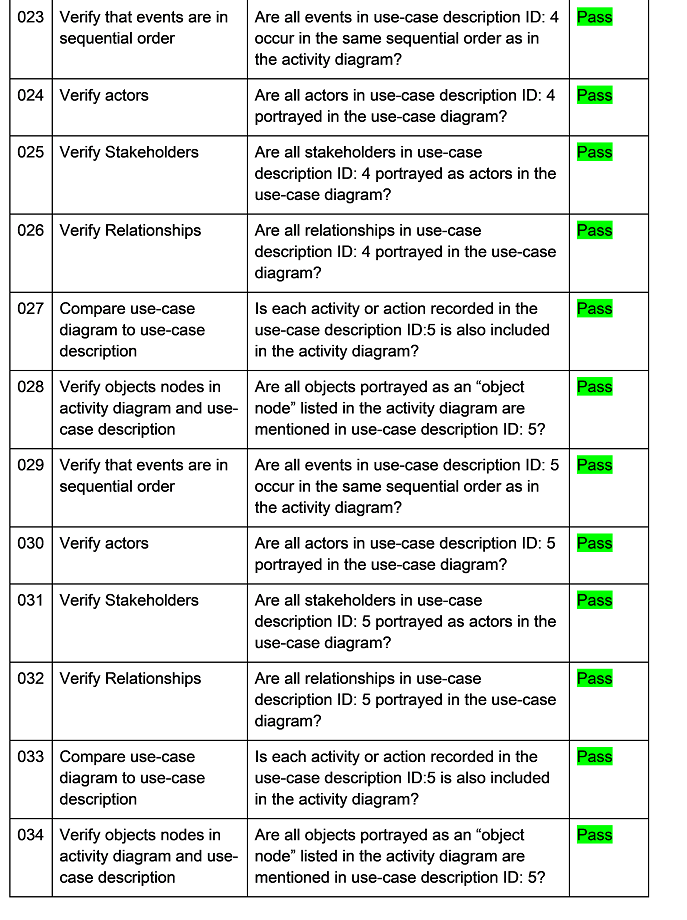 023 Verify that events are in Are all events in use-case description ID: 4 Pass
sequential order occur in the same sequential order as in
the activity diagram?
024 Verify actors Are all actors in use-case description ID: 4 Pass
portrayed in the use-case diagram?
025 Verify Stakeholders Are all stakeholders in use-case Pass
description ID: 4 portrayed as actors in the
use-case diagram?
026 Verify Relationships Are all relationships in use-case Pass
description ID: 4 portrayed in the use-case
diagram?
027 Compare use-case Is each activity or action recorded in the Pass
diagram to use-case use-case description ID:5 is also included
description in the activity diagram?
028 Verify objects nodes in Are all objects portrayed as an “object Pass
activity diagram and use- node” listed in the activity diagram are
case description mentioned in use-case description ID: 5?
029 Verify that events are in Are all events in use-case description ID: 5 Pass
sequential order occur in the same sequential order as in
the activity diagram?
030 Verify actors Are all actors in use-case description ID: 5 Pass
portrayed in the use-case diagram?
031 Verify Stakeholders Are all stakeholders in use-case Pass
description ID: 5 portrayed as actors in the
use-case diagram?
032 Verify Relationships Are all relationships in use-case Pass
description ID: 5 portrayed in the use-case
diagram?
033 Compare use-case Is each activity or action recorded in the Pass
diagram to use-case use-case description ID:5 is also included
description in the activity diagram?
034 Verify objects nodes in Are all objects portrayed as an “object Pass
activity diagram and use- node” listed in the activity diagram are
case description mentioned in use-case description ID: 5?